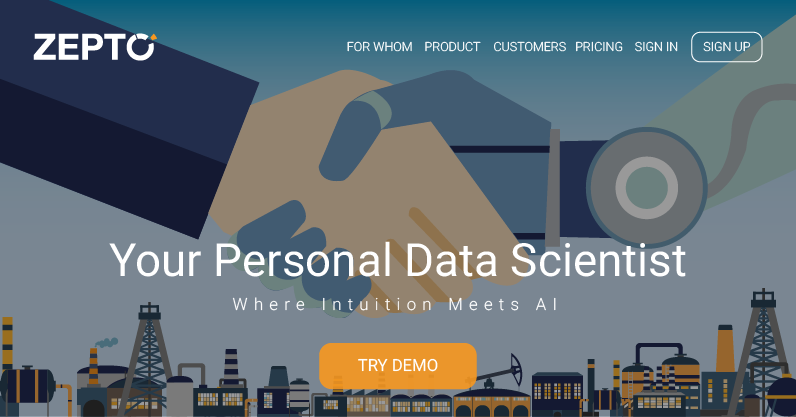 ZEPTO
FOR WHOM PRODUCT CUSTOMERS PRICING SIGN IN SIGN UP
Your Personal Data Scientist
Where Intuition Meets AI
TRY DEMO